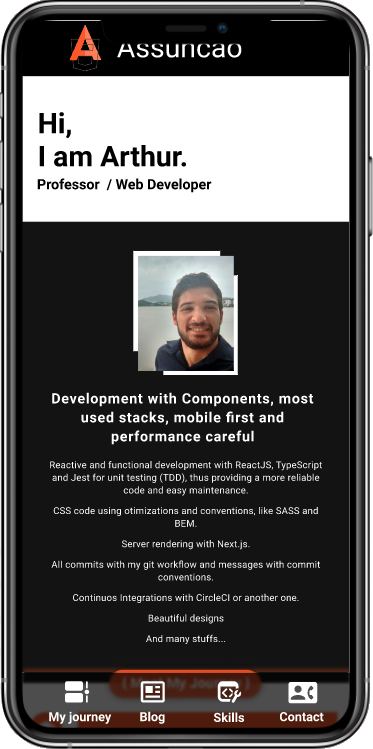 Assuncao
Hi,
I am Arthur.
Professor / Web Developer
Development with Components, most
used stacks, mobile first and
performance careful
Reactive and functional development with ReactJS, TypeScript
and Jest for unit testing (TDD), thus providing a more reliable
code and easy maintenance.
CSS code using otimizations and conventions, like SASS and
BEM.
Server rendering with Next.js.
All commits with my git workflow and messages with commit
conventions.
Continuos Integrations with CircleCI or another one.
Beautiful designs
And many stuffs...
My journey Blog Skills Contact